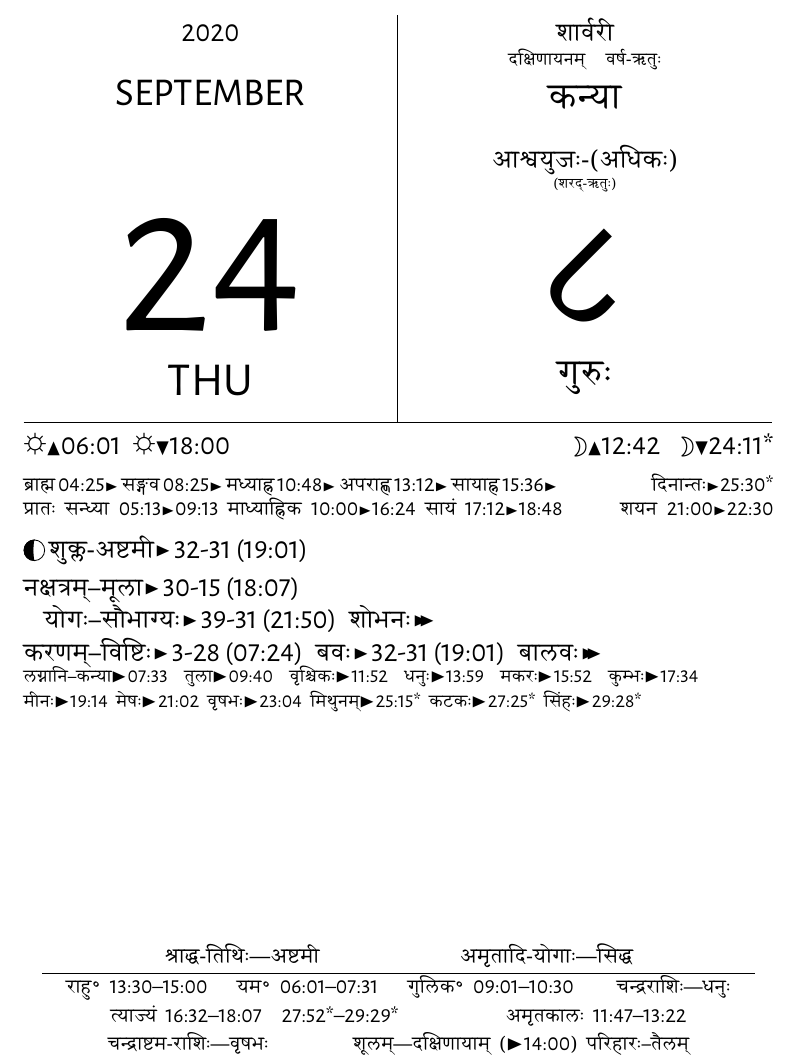 2020
SEPTEMBER
24
THU
शार्वरी
दक्षिणायनम् वर्ष-ऋतुः
कन्या
आश्वयुजः-(अधिकः)
(शरद्-ऋतुः)
८
गुरुः
☼▲06:01 ☼▼18:00 ☽▲12:42 ☽▼24:11*
ब्राह्म 04:25► सङ्गव 08:25► मध्याह्न 10:48► अपराह्ण 13:12► सायाह्न 15:36► दिनान्तः►25:30*
प्रातः सन्ध्या 05:13►09:13 माध्याह्निक 10:00►16:24 सायं 17:12►18:48 शयन 21:00►22:30
🌓 शुक्ल-अष्टमी►32-31 (19:01)
नक्षत्रम्–मूला►30-15 (18:07)
योगः–सौभाग्यः►39-31 (21:50) शोभनः►►
करणम्–विष्टिः►3-28 (07:24) बवः►32-31 (19:01) बालवः►►
लग्नानि–कन्या►07:33 तुला►09:40 वृश्चिकः►11:52 धनुः►13:59 मकरः►15:52 कुम्भः►17:34
मीनः►19:14 मेषः►21:02 वृषभः►23:04 मिथुनम्►25:15* कटकः►27:25* सिंहः►29:28*
श्राद्ध-तिथिः—अष्टमी अमृतादि-योगाः—सिद्ध
राहु° 13:30–15:00 यम° 06:01–07:31 गुलिक° 09:01–10:30 चन्द्रराशिः—धनुः
त्याज्यं 16:32–18:07 27:52*–29:29* अमृतकालः 11:47–13:22
चन्द्राष्टम-राशिः—वृषभः शूलम्—दक्षिणायाम् (►14:00) परिहारः–तैलम्